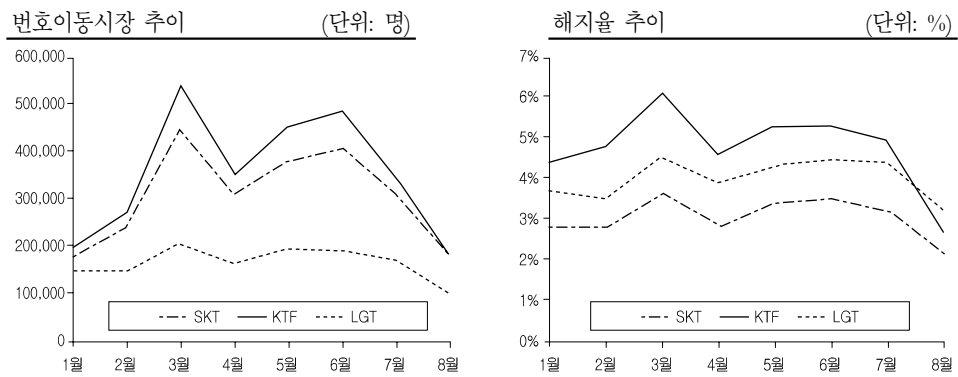 번호이동시장 추이 (단위: 명)
600,000
500,000
400,000
300,000
200,000
100,000
0
SKT KTF LGT
1월 2월 3월 4월 5월 6월 7월 8월
해지율 추이 (단위: %)
7%
6%
5%
4%
3%
2%
1%
0%
SKT KTF LGT
1월 2월 3월 4월 5월 6월 7월 8월